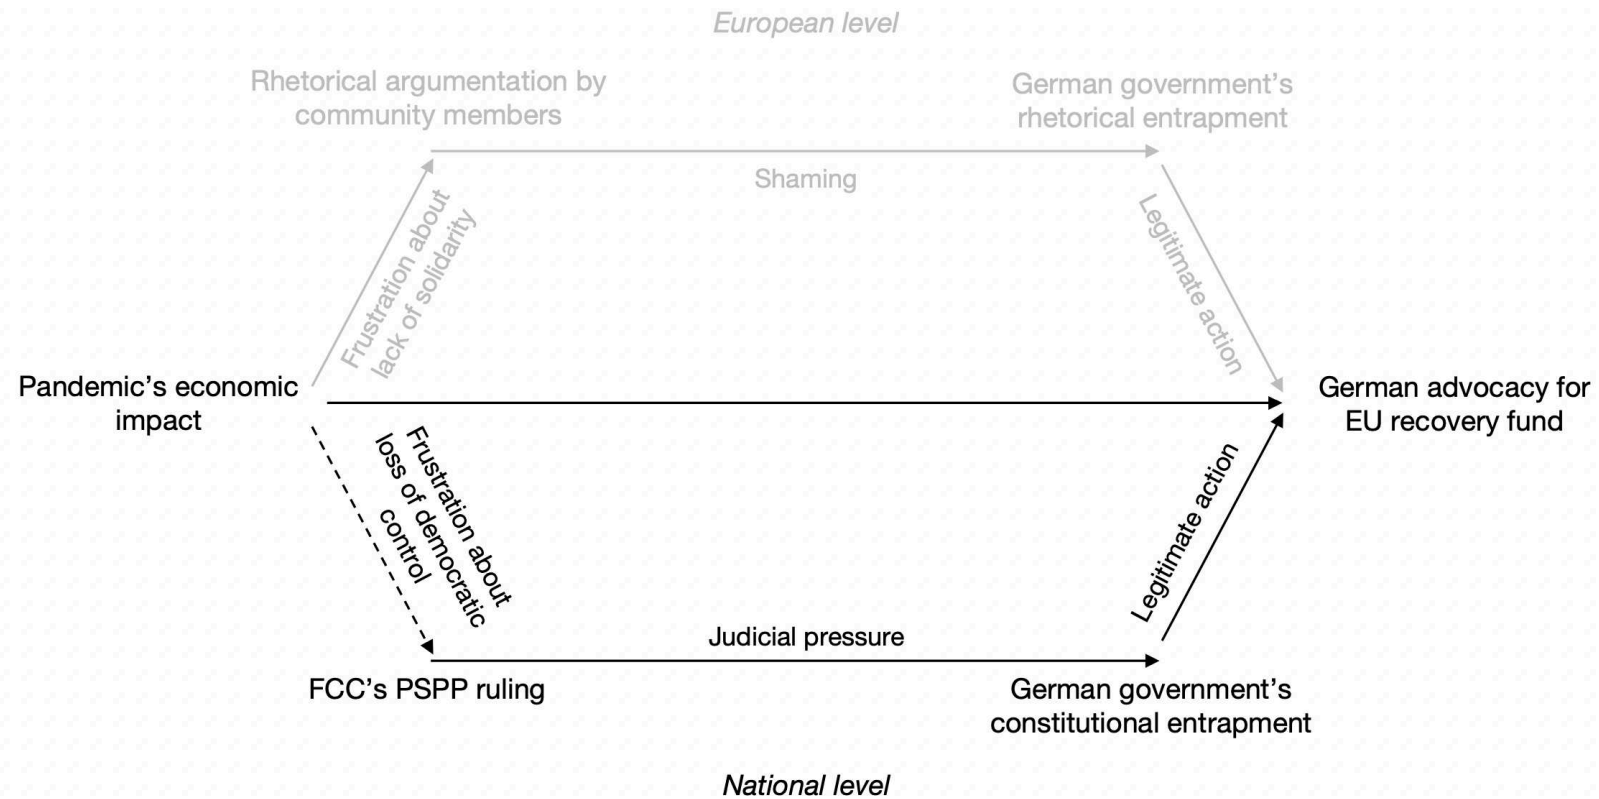 European level
Rhetorical argumentation by
community members
German government’s
rhetorical entrapment
Shaming
Frustration about
lack of solidarity
Legitimate action
Pandemic’s economic
impact
German advocacy for
EU recovery fund
Frustration about
loss of democratic
control
Legitimate action
Judicial pressure
FCC’s PSPP ruling
German government’s
constitutional entrapment
National level